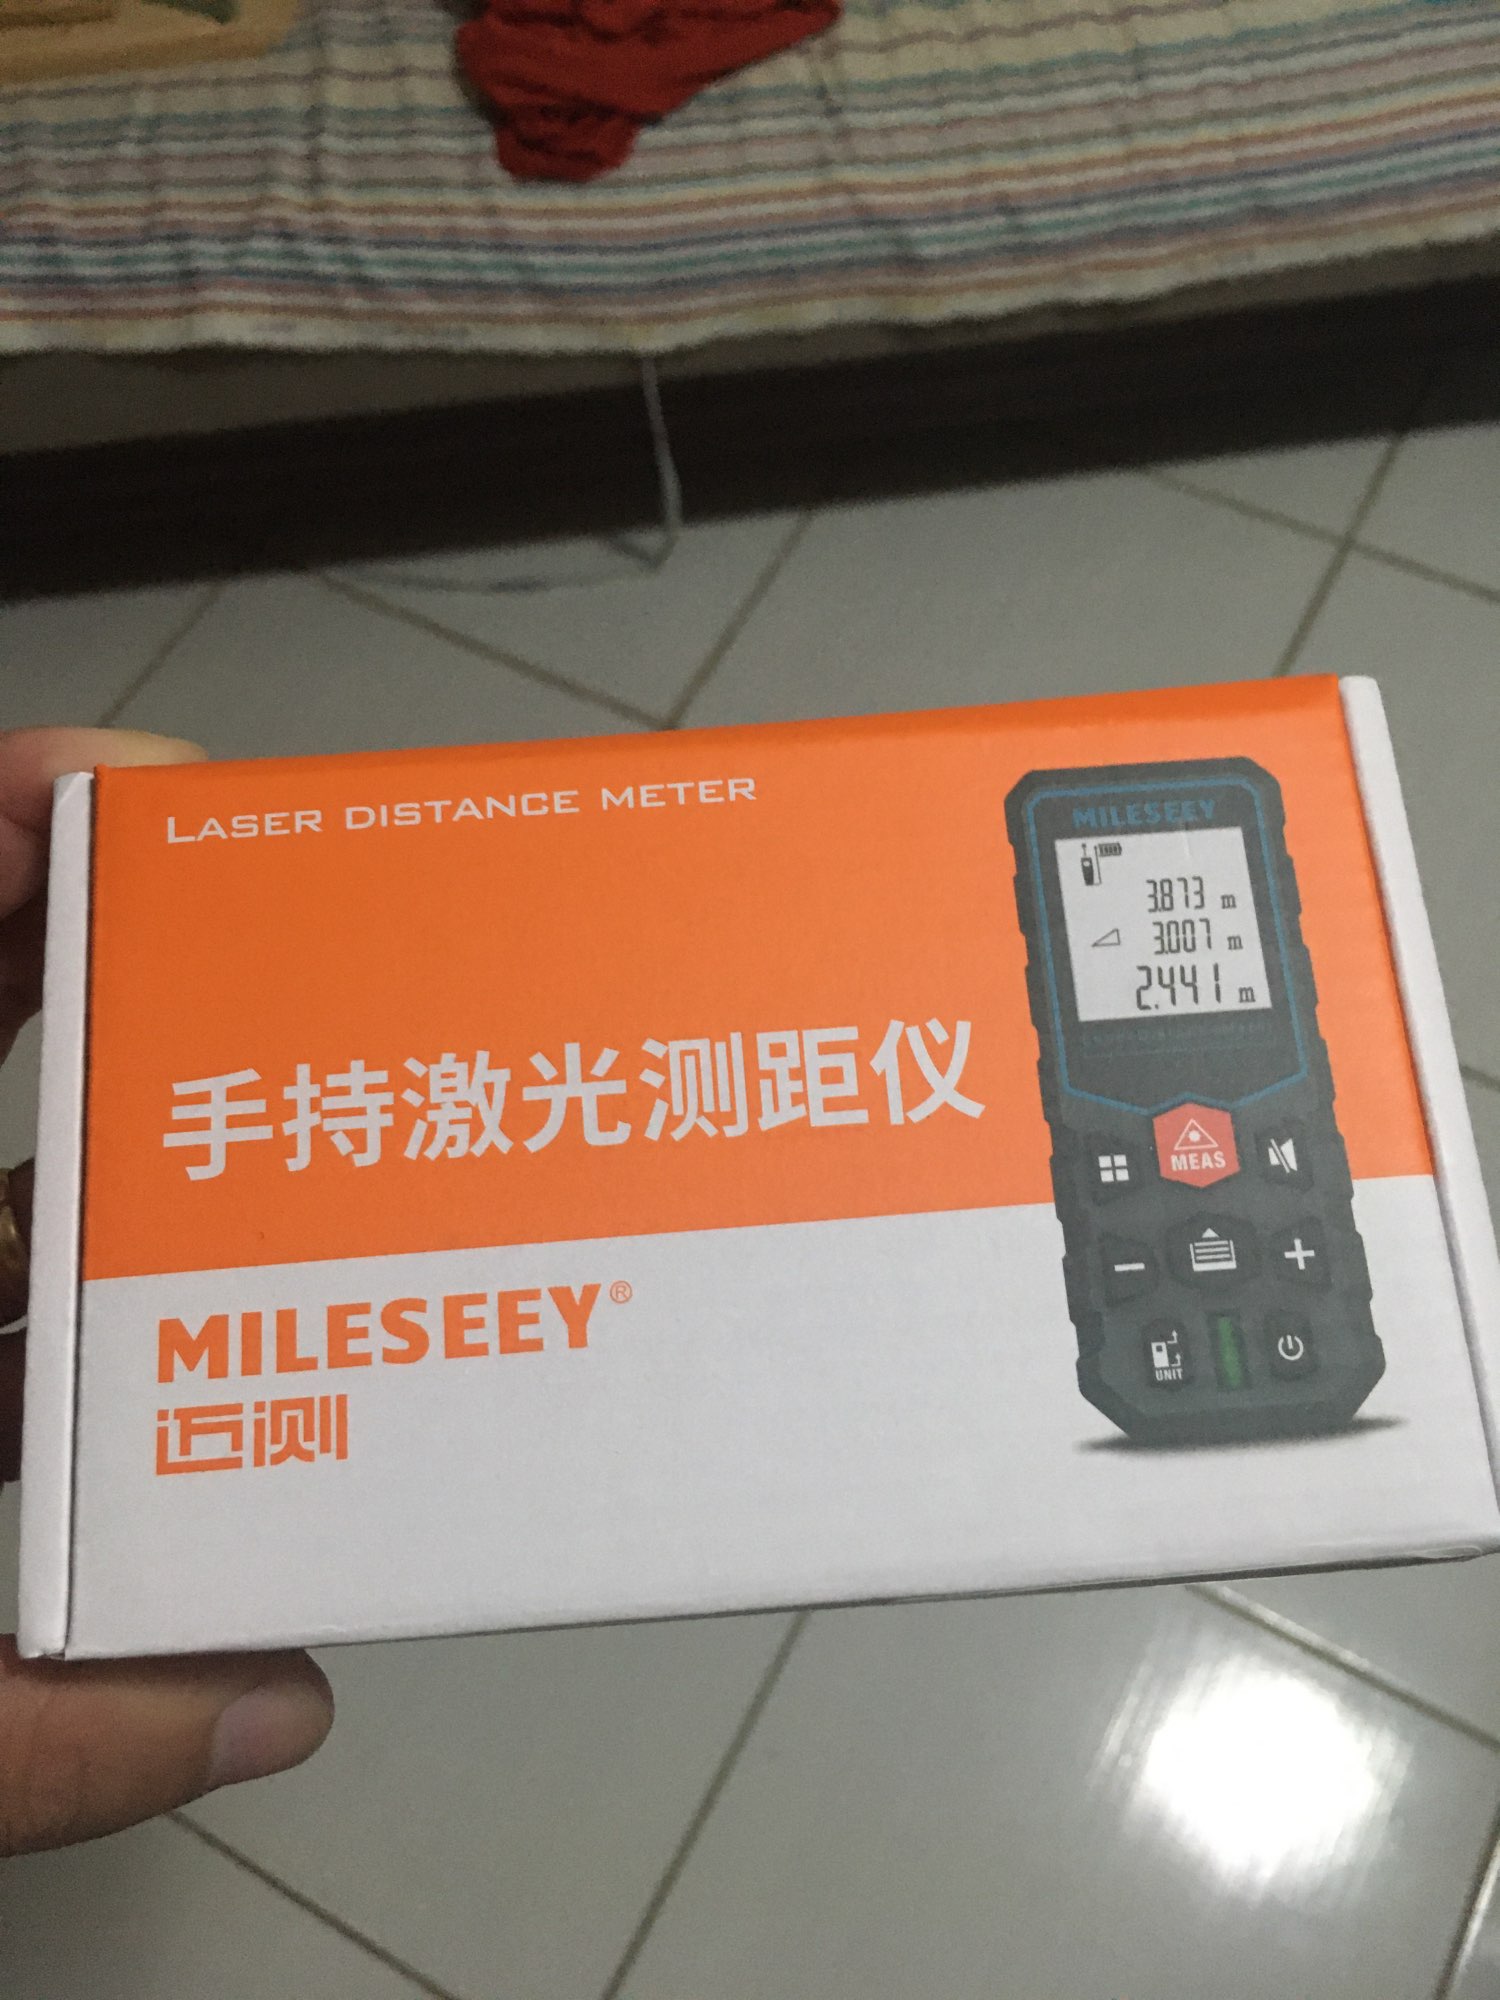 LASER DISTANCE METER
手持激光测距仪
MILESEEY®
迈测
MILESEEY
3.873 m
3.007 m
2.441 m
MEAS
UNIT